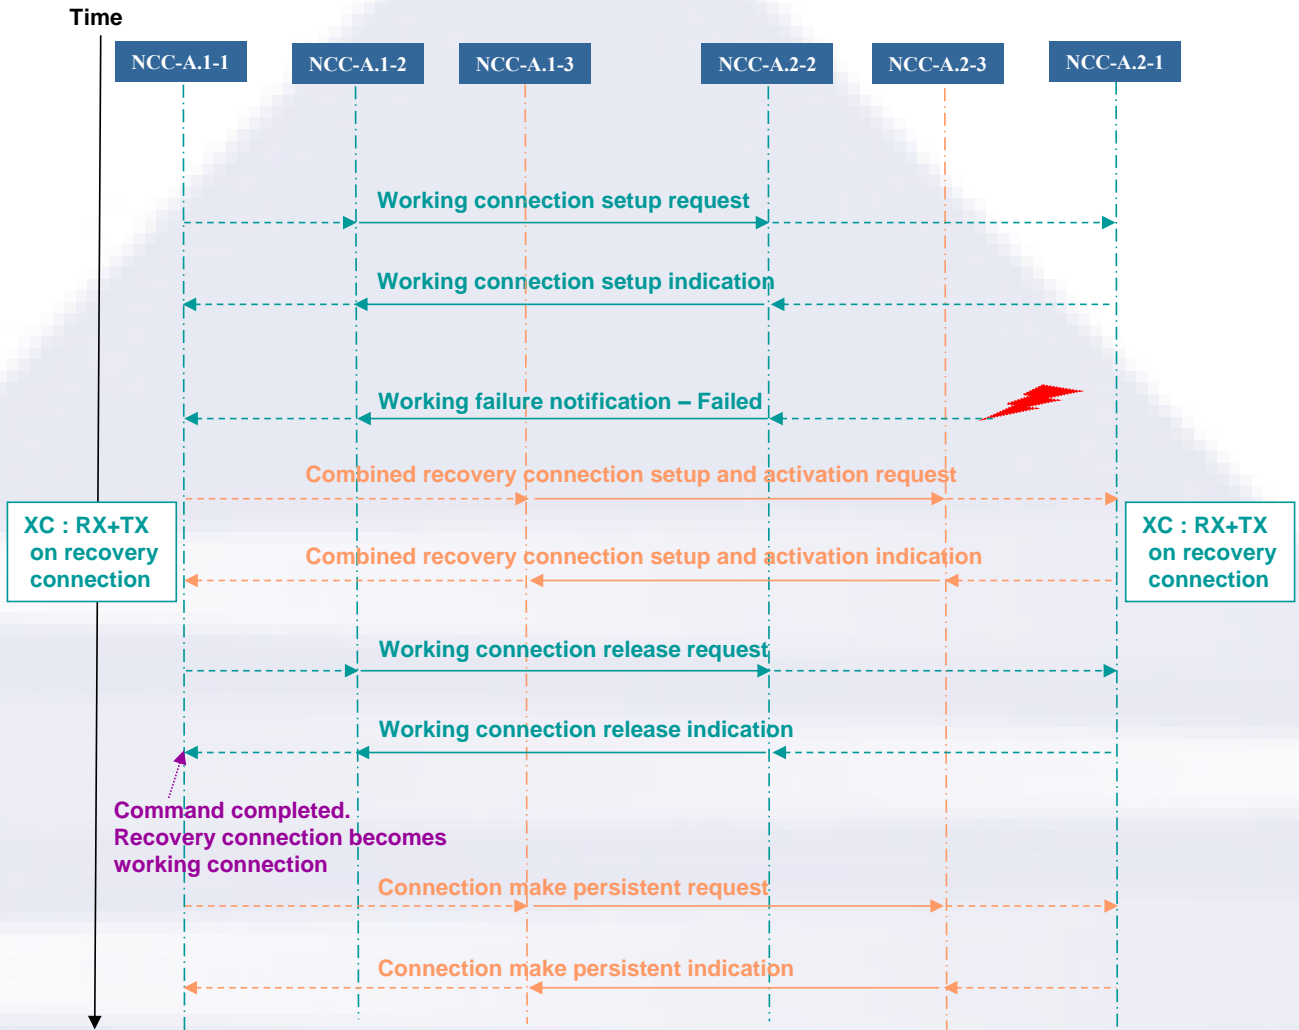 Time
NCC-A.1-1
NCC-A.1-2
NCC-A.1-3
NCC-A.2-2
NCC-A.2-3
NCC-A.2-1
Working connection setup request
Working connection setup indication
Working failure notification – Failed
Combined recovery connection setup and activation request
XC : RX+TX
on recovery
connection
XC : RX+TX
on recovery
connection
Combined recovery connection setup and activation indication
Working connection release request
Working connection release indication
Command completed.
Recovery connection becomes
working connection
Connection make persistent request
Connection make persistent indication